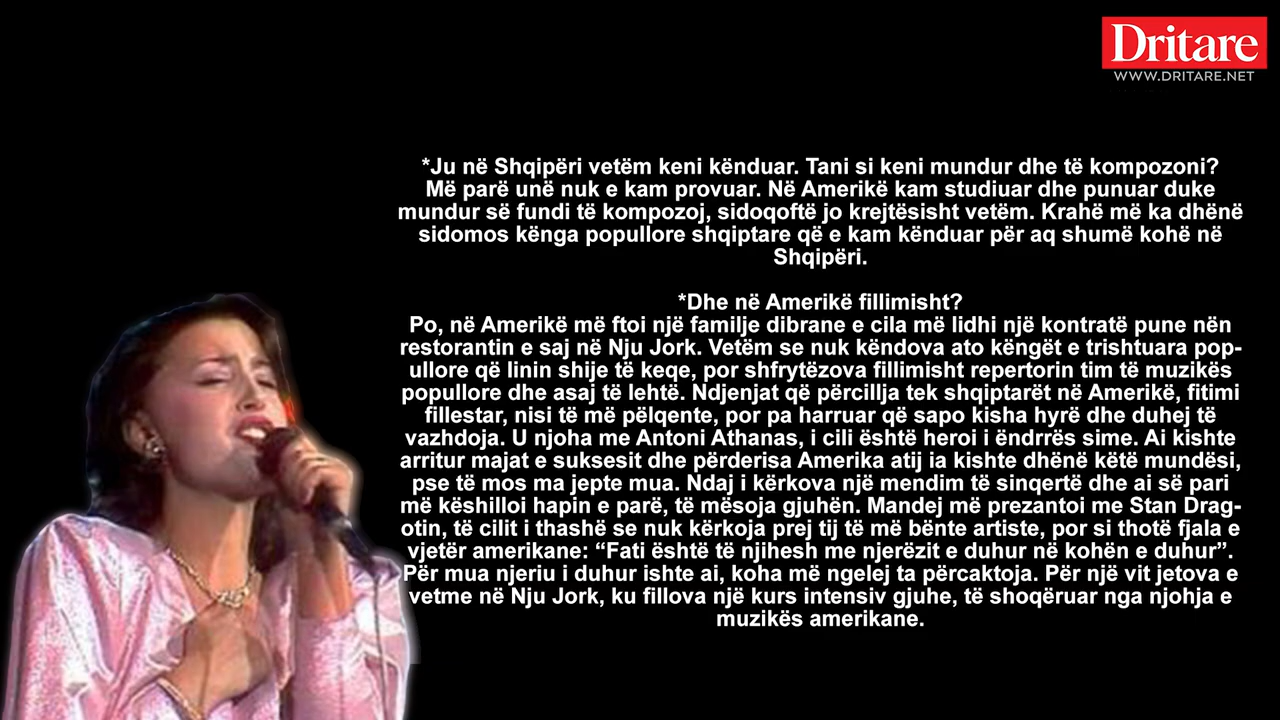 Dritare
WWW.DRITARE.NET
*Ju në Shqipëri vetëm keni kënduar. Tani si keni mundur dhe të kompozoni?
Më parë unë nuk e kam provuar. Në Amerikë kam studiuar dhe punuar duke
mundur së fundi të kompozoj, sidoqoftë jo krejtësisht vetëm. Krahë më ka dhënë
sidomos kënga popullore shqiptare që e kam kënduar për aq shumë kohë në
Shqipëri.
*Dhe në Amerikë fillimisht?
Po, në Amerikë më ftoi një familje dibrane e cila më lidhi një kontratë pune nën
restorantin e saj në Nju Jork. Vetëm se nuk këndova ato këngët e trishtuara pop-
ullore që linin shije të keqe, por shfrytëzova fillimisht repertorin tim të muzikës
popullore dhe asaj të lehtë. Ndjenjat që përcillja tek shqiptarët në Amerikë, fitimi
fillestar, nisi të më pëlqente, por pa harruar që sapo kisha hyrë dhe duhej të
vazhdoja. U njoha me Antoni Athanas, i cili është heroi i ëndrrës sime. Ai kishte
arritur majat e suksesit dhe përderisa Amerika atij ia kishte dhënë këtë mundësi,
pse të mos ma jepte mua. Ndaj i kërkova një mendim të sinqertë dhe ai së pari
më këshilloi hapin e parë, të mësoja gjuhën. Mandej më prezantoi me Stan Drag-
otin, të cilit i thashë se nuk kërkoja prej tij të më bënte artiste, por si thotë fjala e
vjetër amerikane: “Fati është të njihesh me njerëzit e duhur në kohën e duhur”.
Për mua njeriu i duhur ishte ai, koha më ngelej ta përcaktoja. Për një vit jetova e
vetme në Nju Jork, ku fillova një kurs intensiv gjuhe, të shoqëruar nga njohja e
muzikës amerikane.